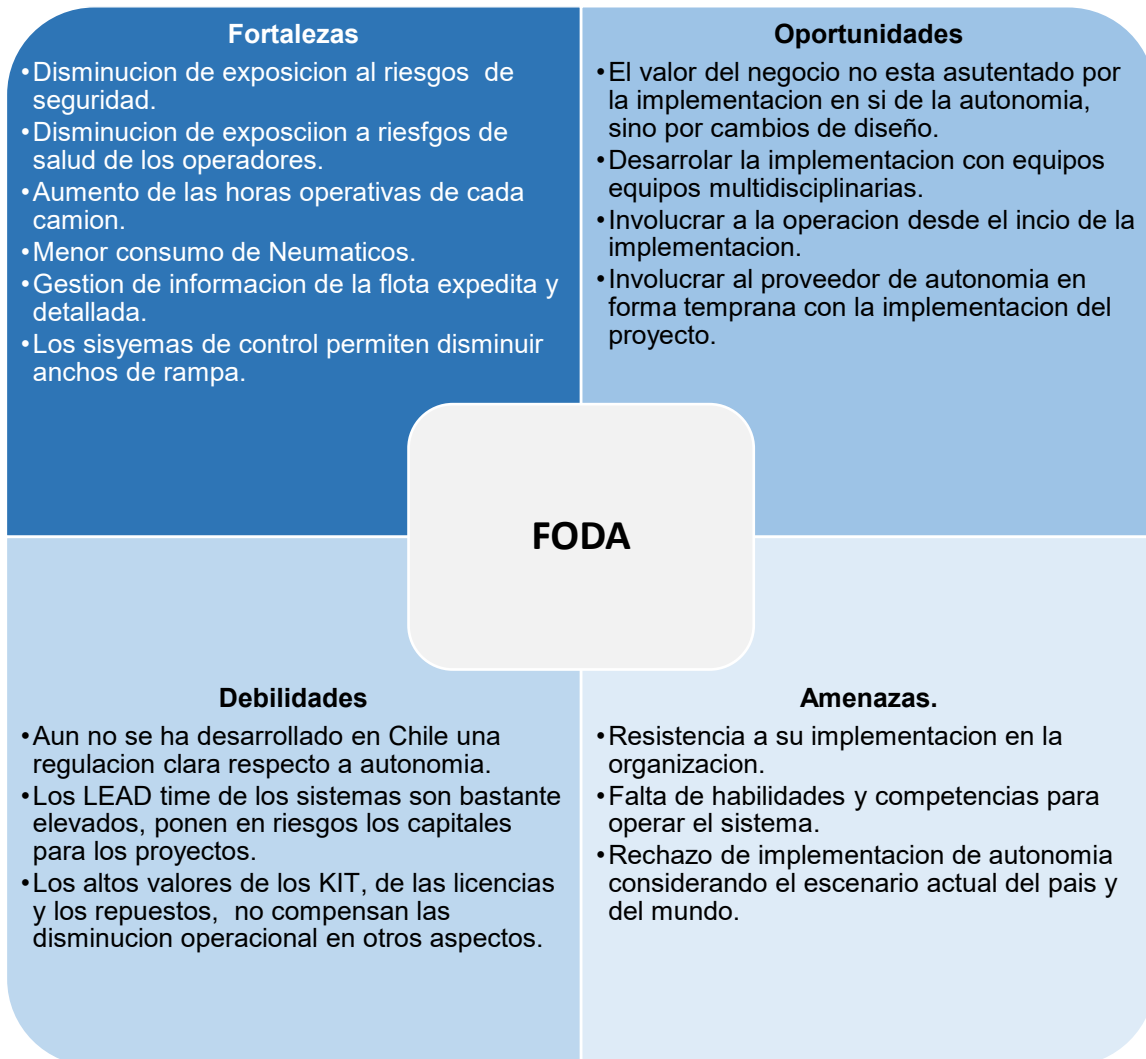 Fortalezas
•Disminucion de exposicion al riesgos  de
seguridad.
•Disminucion de exposciion a riesfgos de
salud de los operadores.
•Aumento de las horas operativas de cada
camion.
•Menor consumo de Neumaticos.
•Gestion de informacion de la flota expedita y
detallada.
•Los sisyemas de control permiten disminuir
anchos de rampa.
Oportunidades
•El valor del negocio no esta asutentado por
la implementacion en si de la autonomia,
sino por cambios de diseño.
•Desarrolar la implementacion con equipos
equipos multidisciplinarias.
•Involucrar a la operacion desde el incio de la
implementacion.
•Involucrar al proveedor de autonomia en
forma temprana con la implementacion del
proyecto.
FODA
Debilidades
•Aun no se ha desarrollado en Chile una
regulacion clara respecto a autonomia.
•Los LEAD time de los sistemas son bastante
elevados, ponen en riesgos los capitales
para los proyectos.
•Los altos valores de los KIT, de las licencias
y los repuestos,  no compensan las
disminucion operacional en otros aspectos.
Amenazas.
•Resistencia a su implementacion en la
organizacion.
•Falta de habilidades y competencias para
operar el sistema.
•Rechazo de implementacion de autonomia
considerando el escenario actual del pais y
del mundo.